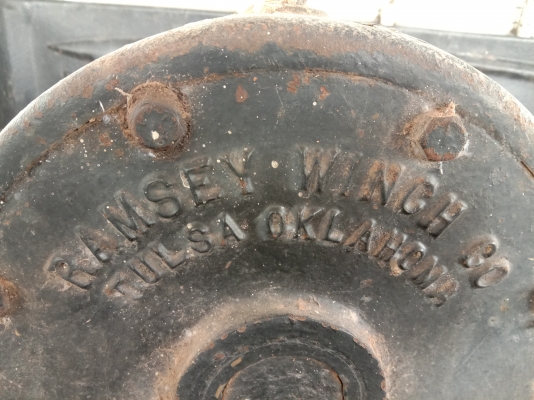 RAMSEY WINCH CO
TULSA OKLAHOMA